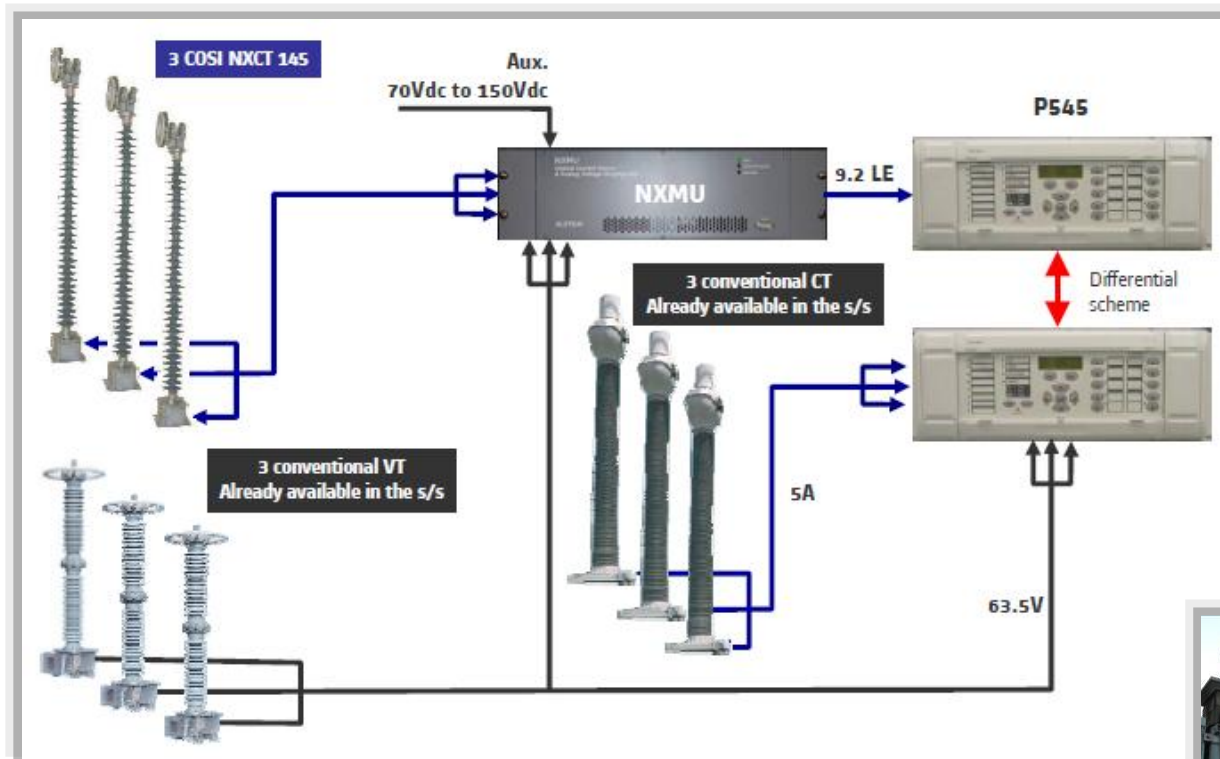 3 COSI NXCT 145
Aux.
70Vdc to 150Vdc
P545
NXMU
NXMU
9.2 LE
3 conventional CT
Already available in the s/s
Differential
scheme
3 conventional VT
Already available in the s/s
5A
63.5V